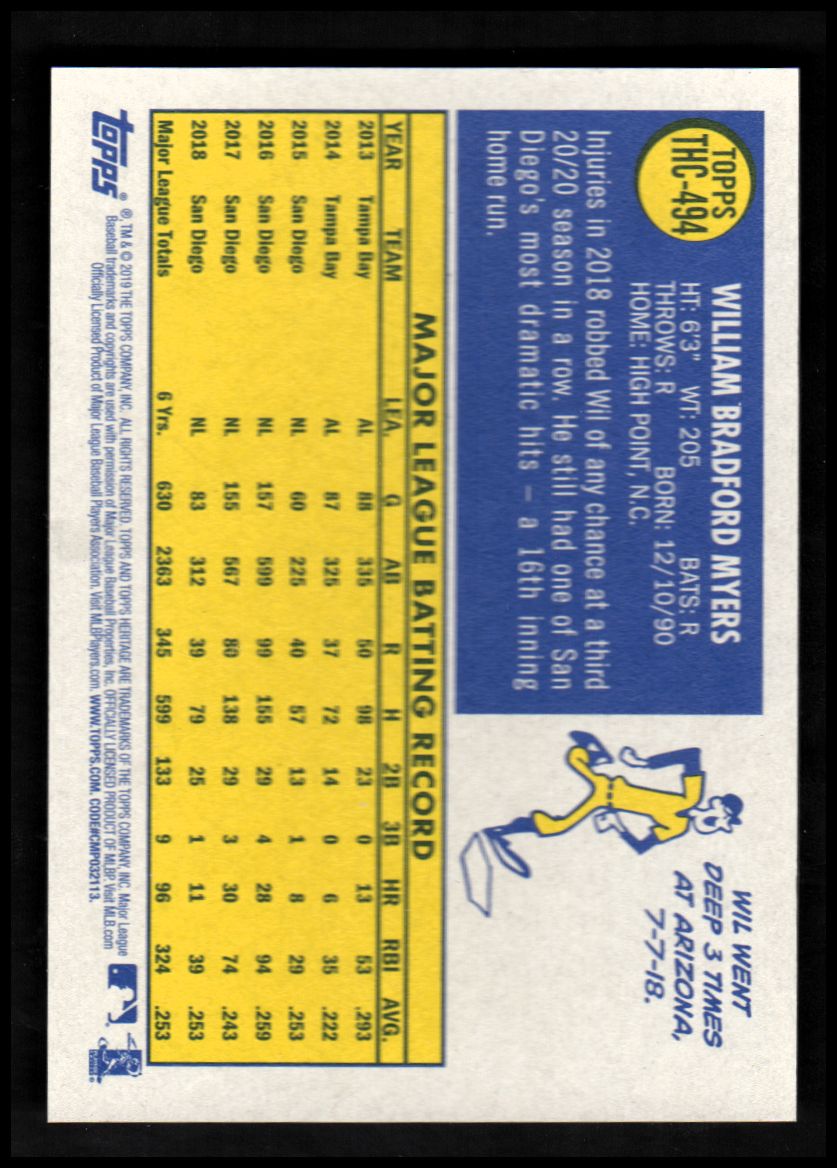 TOPPS
THC-494
WILLIAM BRADFORD MYERS
HT: 6'3" WT: 205 BATS: R
THROWS: R BORN: 12/10/90
HOME: HIGH POINT, N.C.
Injuries in 2018 robbed Wil of any chance at a third
20/20 season in a row. He still had one of San
Diego's most dramatic hits – a 16th inning
home run.
WIL WENT
DEEP 3 TIMES
AT ARIZONA,
7-7-18.
MAJOR LEAGUE BATTING RECORD
YEAR TEAM LEA. G AB R H 2B 3B HR RBI AVG.
2013 Tampa Bay AL 88 335 50 98 23 0 13 53 .293
2014 Tampa Bay AL 87 325 37 72 14 0 6 35 .222
2015 San Diego NL 60 225 40 57 13 1 8 29 .253
2016 San Diego NL 157 599 99 155 29 4 28 94 .259
2017 San Diego NL 155 567 80 138 29 3 30 74 .243
2018 San Diego NL 83 312 39 79 25 1 11 39 .253
Major League Totals 6 Yrs. 630 2363 345 599 133 9 96 324 .253
topps®
®, TM & © 2019 THE TOPPS COMPANY, INC. ALL RIGHTS RESERVED. TOPPS AND TOPPS HERITAGE ARE TRADEMARKS OF THE TOPPS COMPANY, INC. Major League
Baseball trademarks and copyrights are used with permission of Major League Baseball Properties, Inc. OFFICIALLY LICENSED PRODUCT OF MLBP. Visit MLB.com
Officially Licensed Product of Major League Baseball Players Association. Visit MLBPlayers.com. WWW.TOPPS.COM. CODE#CMP032113.